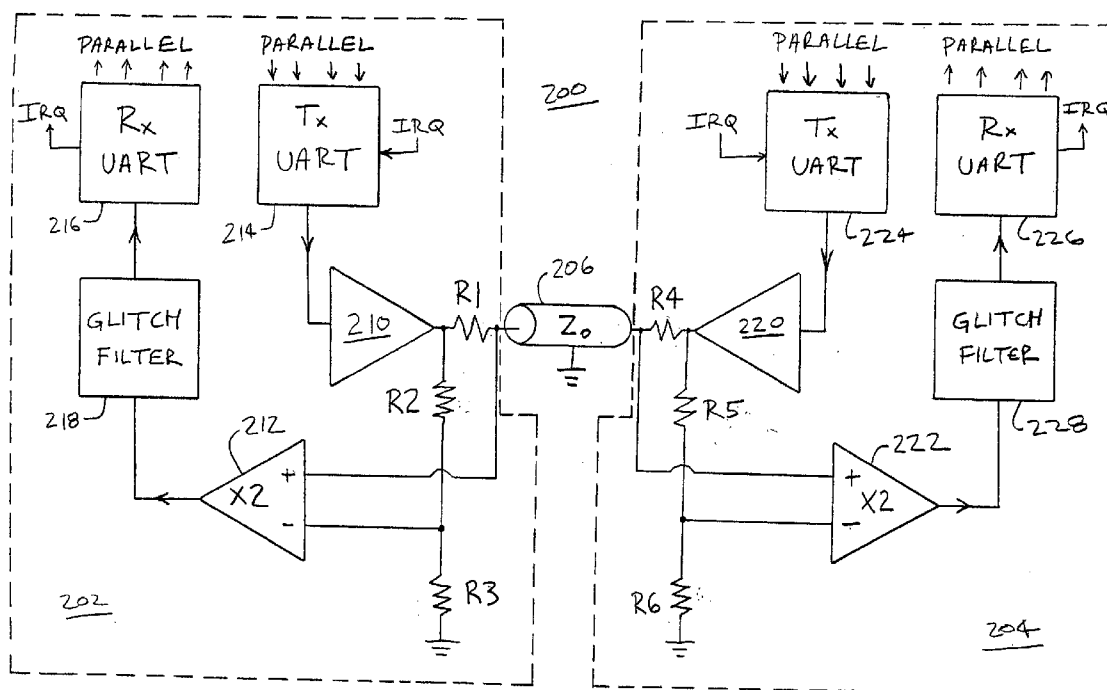 PARALLEL PARALLEL
IRQ
Rx
UART
216
Tx
UART
IRQ
214
200
PARALLEL PARALLEL
IRQ
Tx
UART
224
Rx
UART
IRQ
226
GLITCH
FILTER
218
210
R1
206
Zo
R4
220
GLITCH
FILTER
228
R2
R5
212
X2
+
-
222
+
-
X2
R3
R6
202
204